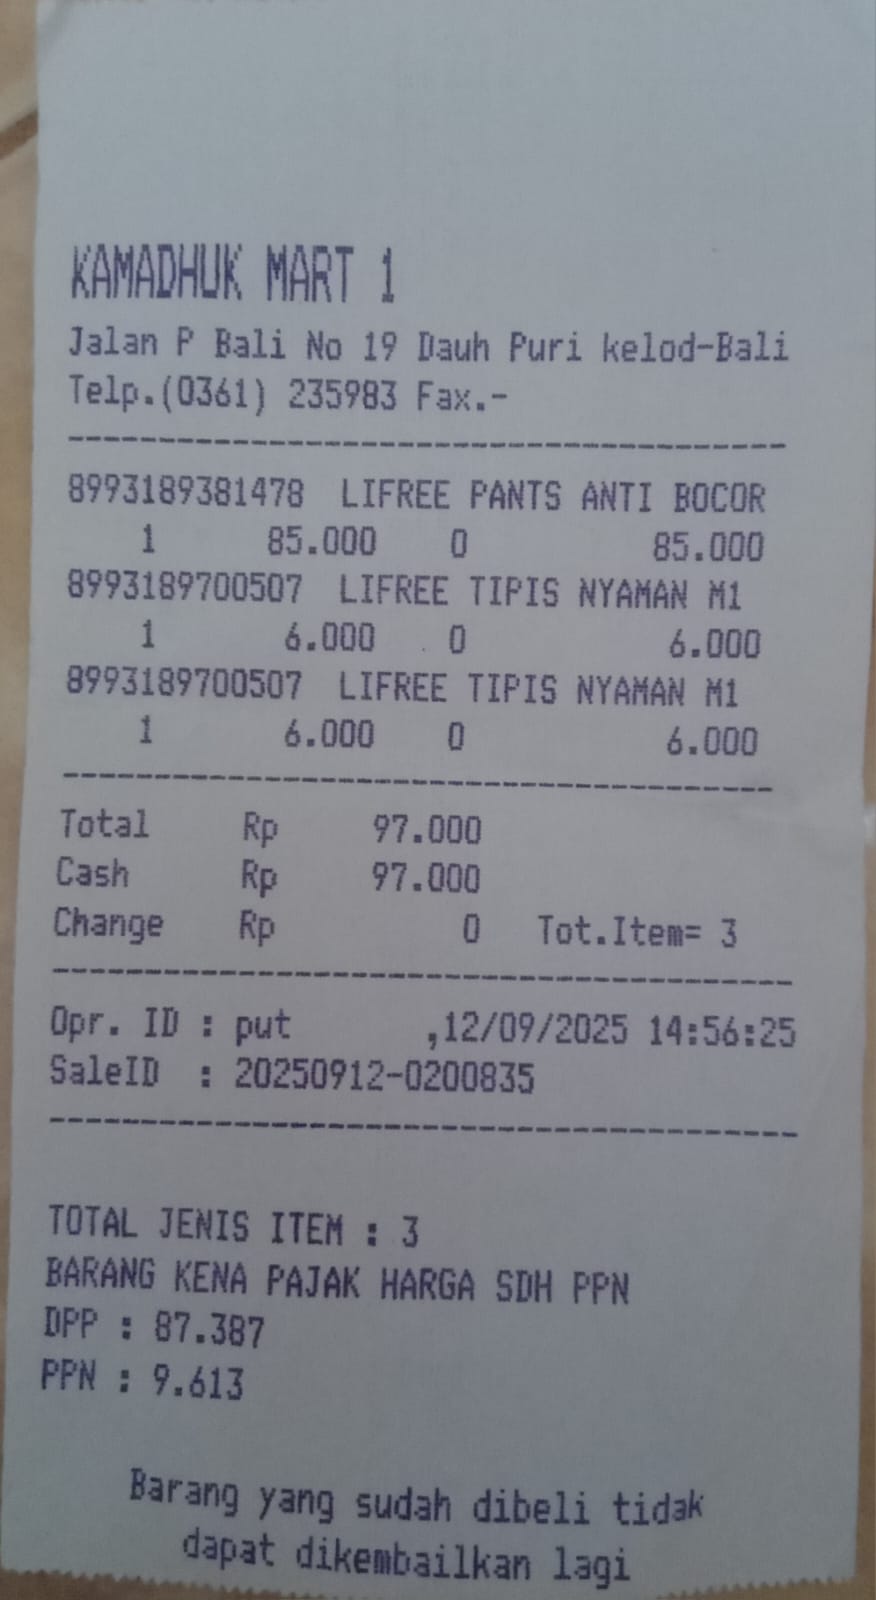 KAMADHUK MART 1
Jalan P Bali No 19 Dauh Puri kelod-Bali
Telp.(0361) 235983 Fax.-
----------------------------------------
8993189381478 LIFREE PANTS ANTI BOCOR
1 85.000 0 85.000
8993189700507 LIFREE TIPIS NYAMAN M1
1 6.000 0 6.000
8993189700507 LIFREE TIPIS NYAMAN M1
1 6.000 0 6.000
----------------------------------------
Total Rp 97.000
Cash Rp 97.000
Change Rp 0 Tot.Item= 3
----------------------------------------
Opr. ID : put ,12/09/2025 14:56:25
SaleID : 20250912-0200835
----------------------------------------
TOTAL JENIS ITEM : 3
BARANG KENA PAJAK HARGA SDH PPN
DPP : 87.387
PPN : 9.613
Barang yang sudah dibeli tidak
dapat dikembailkan lagi